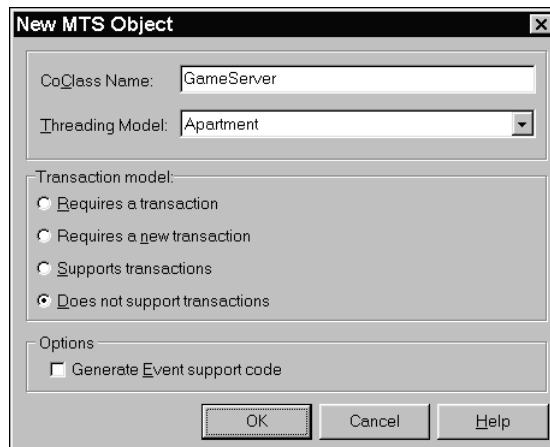 New MTS Object
CoClass Name: GameServer
Threading Model: Apartment
Transaction model:
Requires a transaction
Requires a new transaction
Supports transactions
Does not support transactions
Options
Generate Event support code
OK Cancel Help